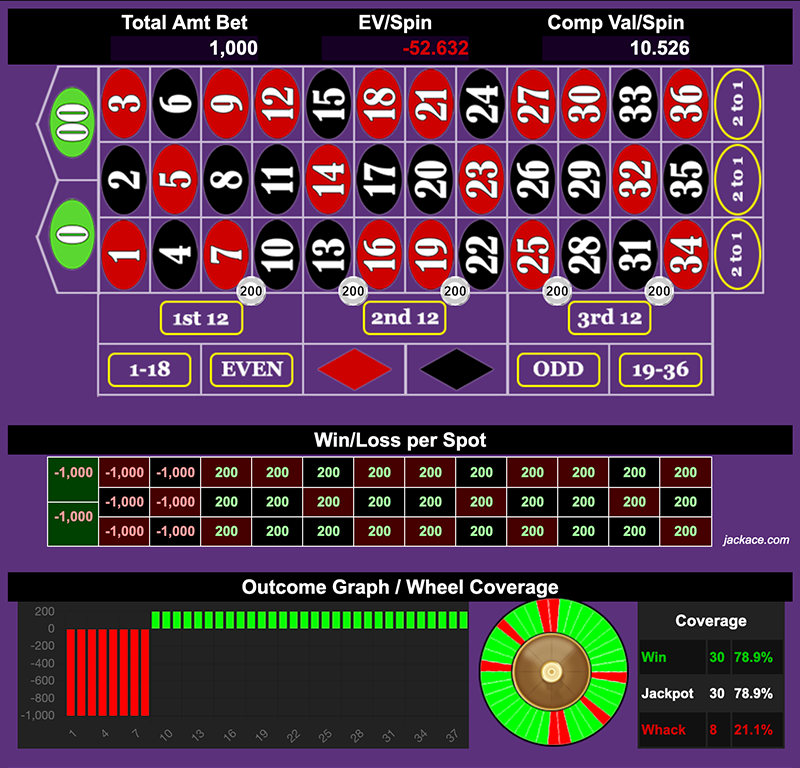 Total Amt Bet EV/Spin Comp Val/Spin
1,000 -52.632 10.526
00 3 6 9 12 15 18 21 24 27 30 33 36 2 to 1
2 5 8 11 14 17 20 23 26 29 32 35 2 to 1
0 1 4 7 10 13 16 19 22 25 28 31 34 2 to 1
200 200 200 200 200
1st 12 2nd 12 3rd 12
1-18 EVEN ODD 19-36
Win/Loss per Spot
-1,000 -1,000 -1,000 200 200 200 200 200 200 200 200 200 200
-1,000 -1,000 200 200 200 200 200 200 200 200 200 200
-1,000 -1,000 -1,000 200 200 200 200 200 200 200 200 200 200
jackace.com
Outcome Graph / Wheel Coverage
200
0
-200
-400
-600
-800
-1,000
1 4 7 10 13 16 19 22 25 28 31 34 37
Coverage
Win 30 78.9%
Jackpot 30 78.9%
Whack 8 21.1%